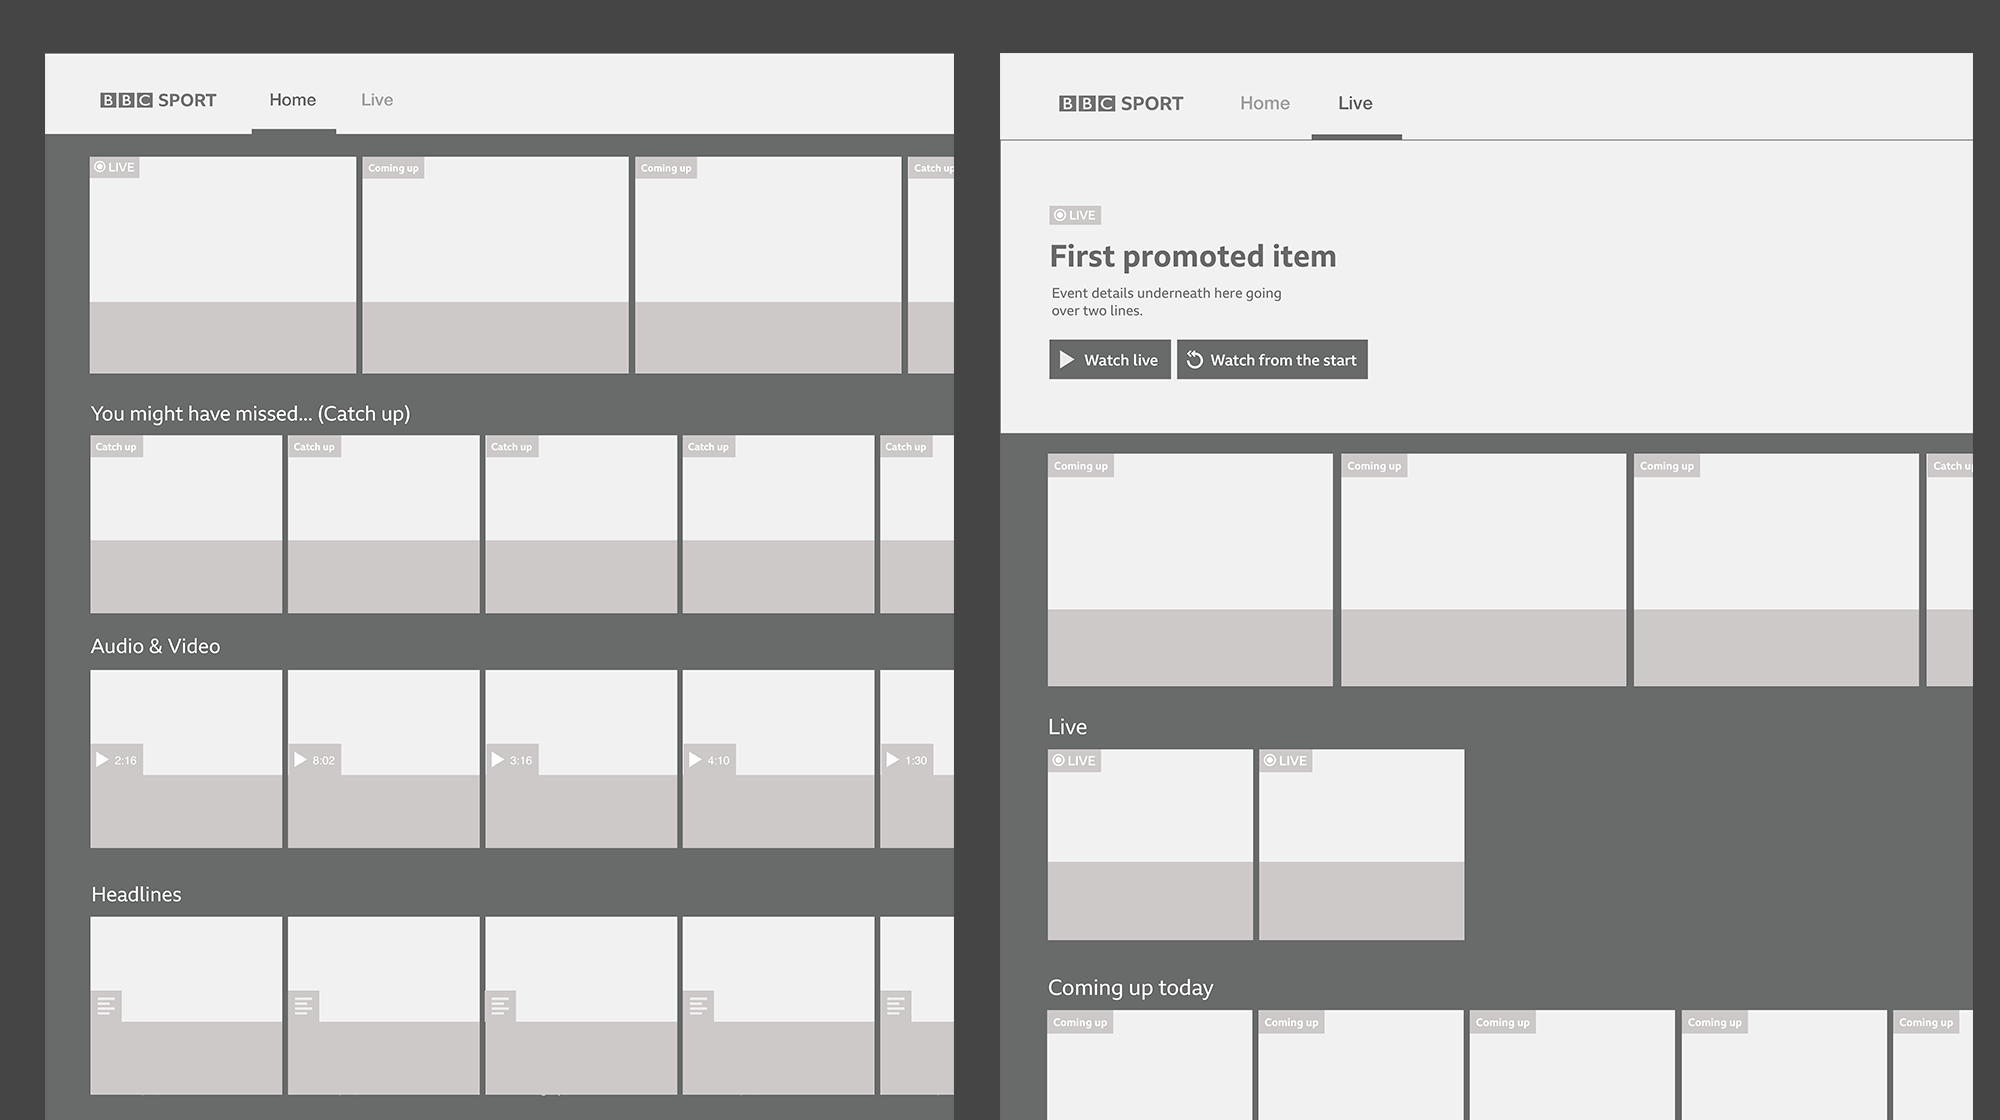 BBC SPORT Home Live
LIVE Coming up Coming up Catch up
You might have missed... (Catch up)
Catch up Catch up Catch up Catch up Catch up
Audio & Video
2:16 8:02 3:16 4:10 1:30
Headlines
BBC SPORT Home Live
LIVE
First promoted item
Event details underneath here going
over two lines.
Watch live Watch from the start
Coming up Coming up Coming up Catch u
Live
LIVE LIVE
Coming up today
Coming up Coming up Coming up Coming up Coming up